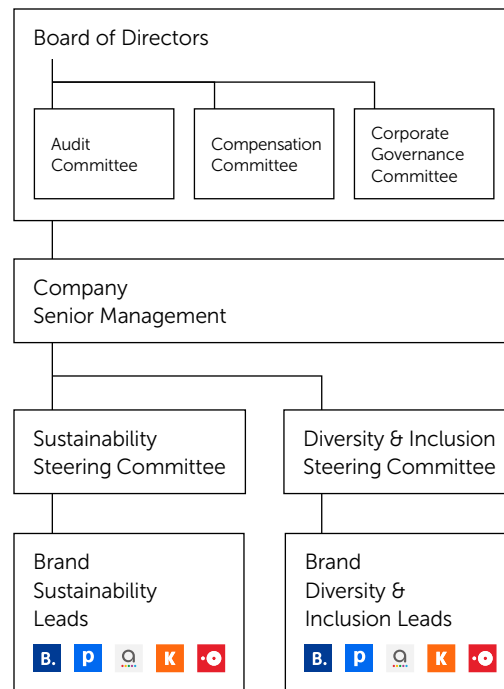 Board of Directors
Audit
Committee
Compensation
Committee
Corporate
Governance
Committee
Company
Senior Management
Sustainability
Steering Committee
Diversity & Inclusion
Steering Committee
Brand
Sustainability
Leads
B.
p
a
K
Brand
Diversity &
Inclusion Leads
B.
p
a
K